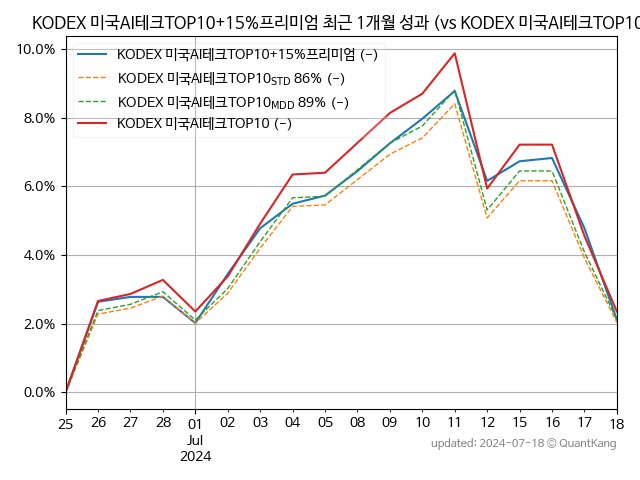 KODEX 미국AI테크TOP10+15%프리미엄 최근 1개월 성과 (vs KODEX 미국AI테크TOP10
10.0%
8.0%
6.0%
4.0%
2.0%
0.0%
KODEX 미국AI테크TOP10+15%프리미엄 (-)
KODEX 미국AI테크TOP10STD 86% (-)
KODEX 미국AI테크TOP10MDD 89% (-)
KODEX 미국AI테크TOP10 (-)
25 26 27 28 01 02 03 04 05 08 09 10 11 12 15 16 17 18
Jul
2024
updated: 2024-07-18 © QuantKang